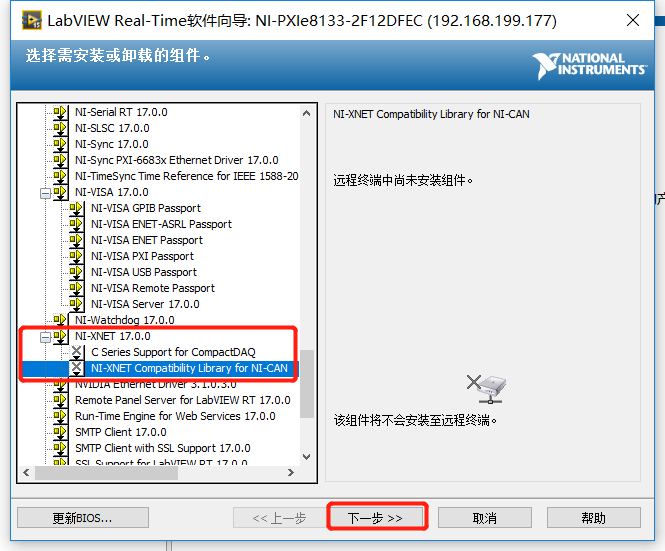 LabVIEW Real-Time软件向导: NI-PXIe8133-2F12DFEC (192.168.199.177)
选择需安装或卸载的组件。
NATIONAL
INSTRUMENTS
NI-Serial RT 17.0.0
NI-SLSC 17.0.0
NI-Sync 17.0.0
NI-Sync PXI-6683x Ethernet Driver 17.0.0
NI-TimeSync Time Reference for IEEE 1588-20
NI-VISA 17.0.0
NI-VISA GPIB Passport
NI-VISA ENET-ASRL Passport
NI-VISA ENET Passport
NI-VISA PXI Passport
NI-VISA USB Passport
NI-VISA Remote Passport
NI-VISA Server 17.0.0
NI-Watchdog 17.0.0
NI-XNET 17.0.0
C Series Support for CompactDAQ
NI-XNET Compatibility Library for NI-CAN
NVIDIA Ethernet Driver 3.1.0.3.0
Remote Panel Server for LabVIEW RT 17.0.0
Run-Time Engine for Web Services 17.0.0
SMTP Client 17.0.0
SMTP Client with SSL Support 17.0.0
SSL Support for LabVIEW RT 17.0.0
NI-XNET Compatibility Library for NI-CAN
远程终端中尚未安装组件。
该组件将不会安装至远程终端。
更新BIOS...
<< 上一步
下一步 >>
取消
帮助